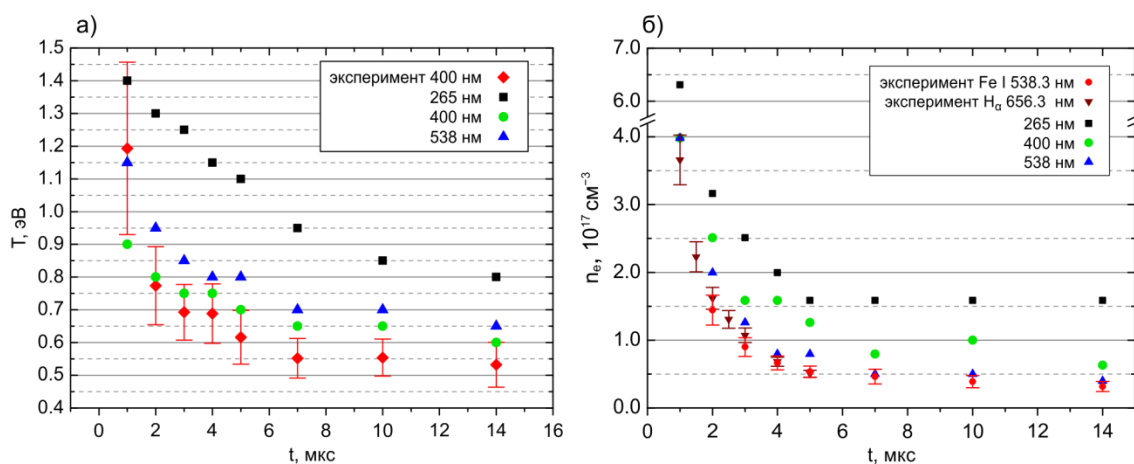 а)
1.5
1.4
1.3
1.2
1.1
1.0
0.9
0.8
0.7
0.6
0.5
0.4
T, эВ
0 2 4 6 8 10 12 14 16
t, мкс
эксперимент 400 нм
265 нм
400 нм
538 нм
б)
7.0
6.0
4.0
3.0
2.0
1.0
0.0
nₑ, 10¹⁷ см⁻³
0 2 4 6 8 10 12 14
t, мкс
эксперимент Fe I 538.3 нм
эксперимент Hα 656.3 нм
265 нм
400 нм
538 нм